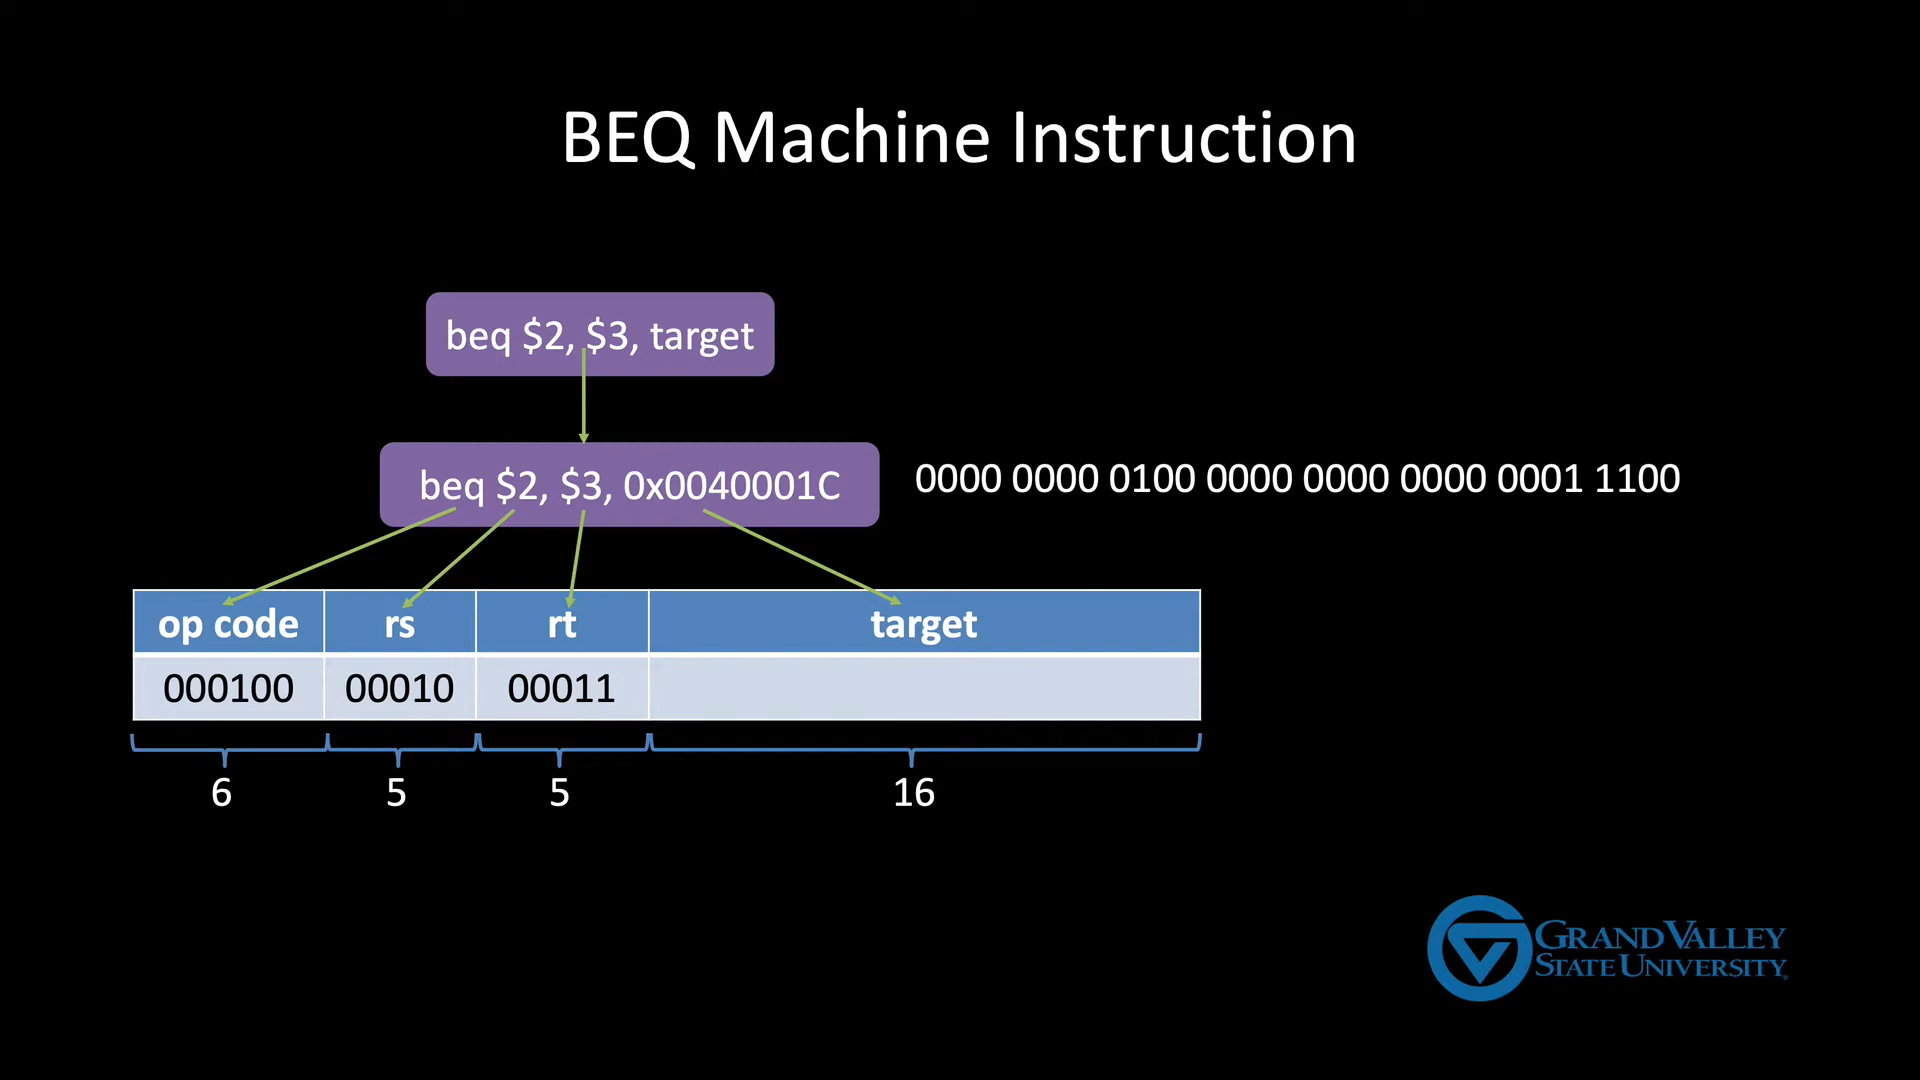 BEQ Machine Instruction
beq $2, $3, target
beq $2, $3, 0x0040001C
0000 0000 0100 0000 0000 0000 0001 1100
op code rs rt target
000100 00010 00011
6 5 5 16
GRAND VALLEY
STATE UNIVERSITY